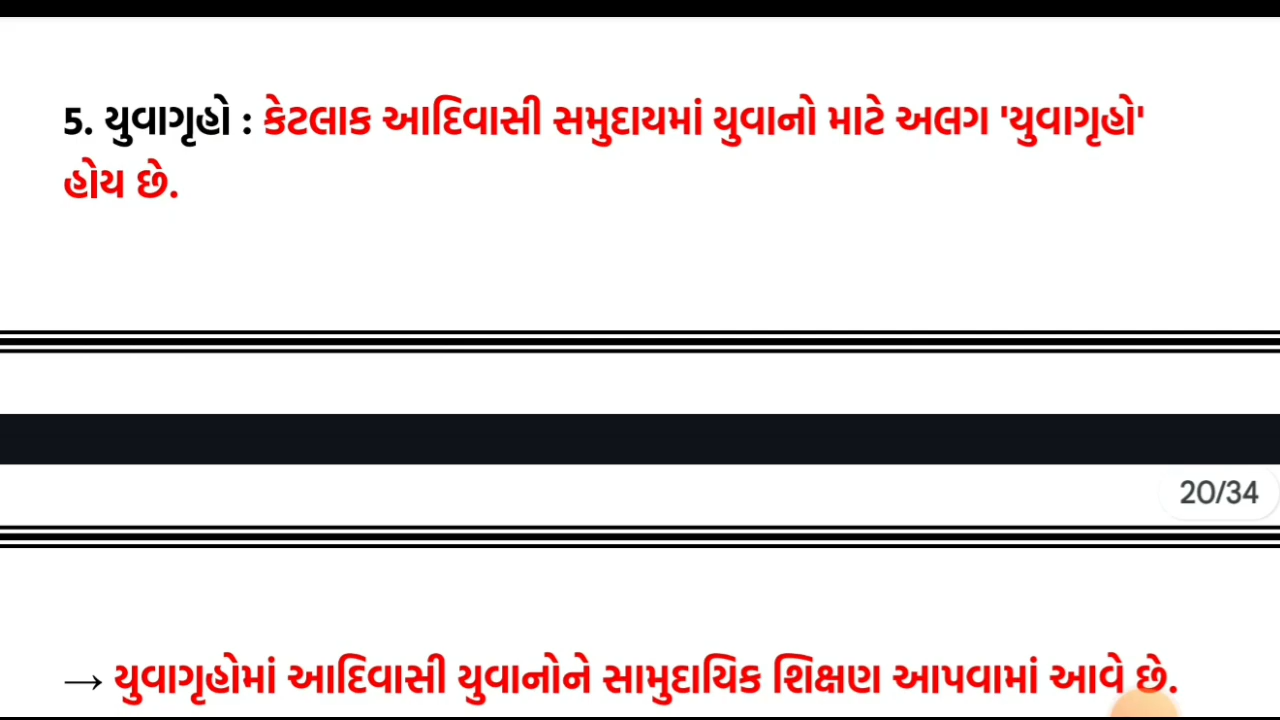 5. યુવાગૃહો : કેટલાક આદિવાસી સમુદાયમાં યુવાનો માટે અલગ 'યુવાગૃહો'
હોય છે.
20/34
→ યુવાગૃહોમાં આદિવાસી યુવાનોને સામુદાયિક શિક્ષણ આપવામાં આવે છે.